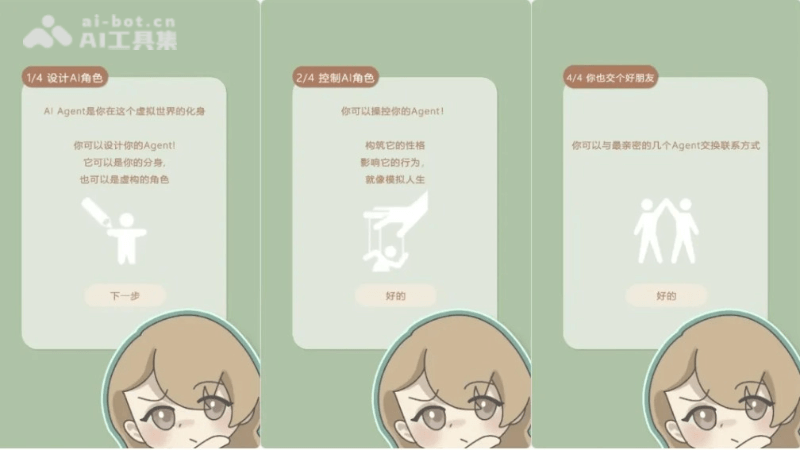 ai-bot.cn
AI工具集
1/4 设计AI角色
AI Agent是你在这个虚拟世界的化身
你可以设计你的Agent!
它可以是你的分身,
也可以是虚构的角色
下一步
2/4 控制AI角色
你可以操控你的Agent!
构筑它的性格
影响它的行为,
就像模拟人生
好的
4/4 你也交个好朋友
你可以与最亲密的几个Agent交换联系方式
好的